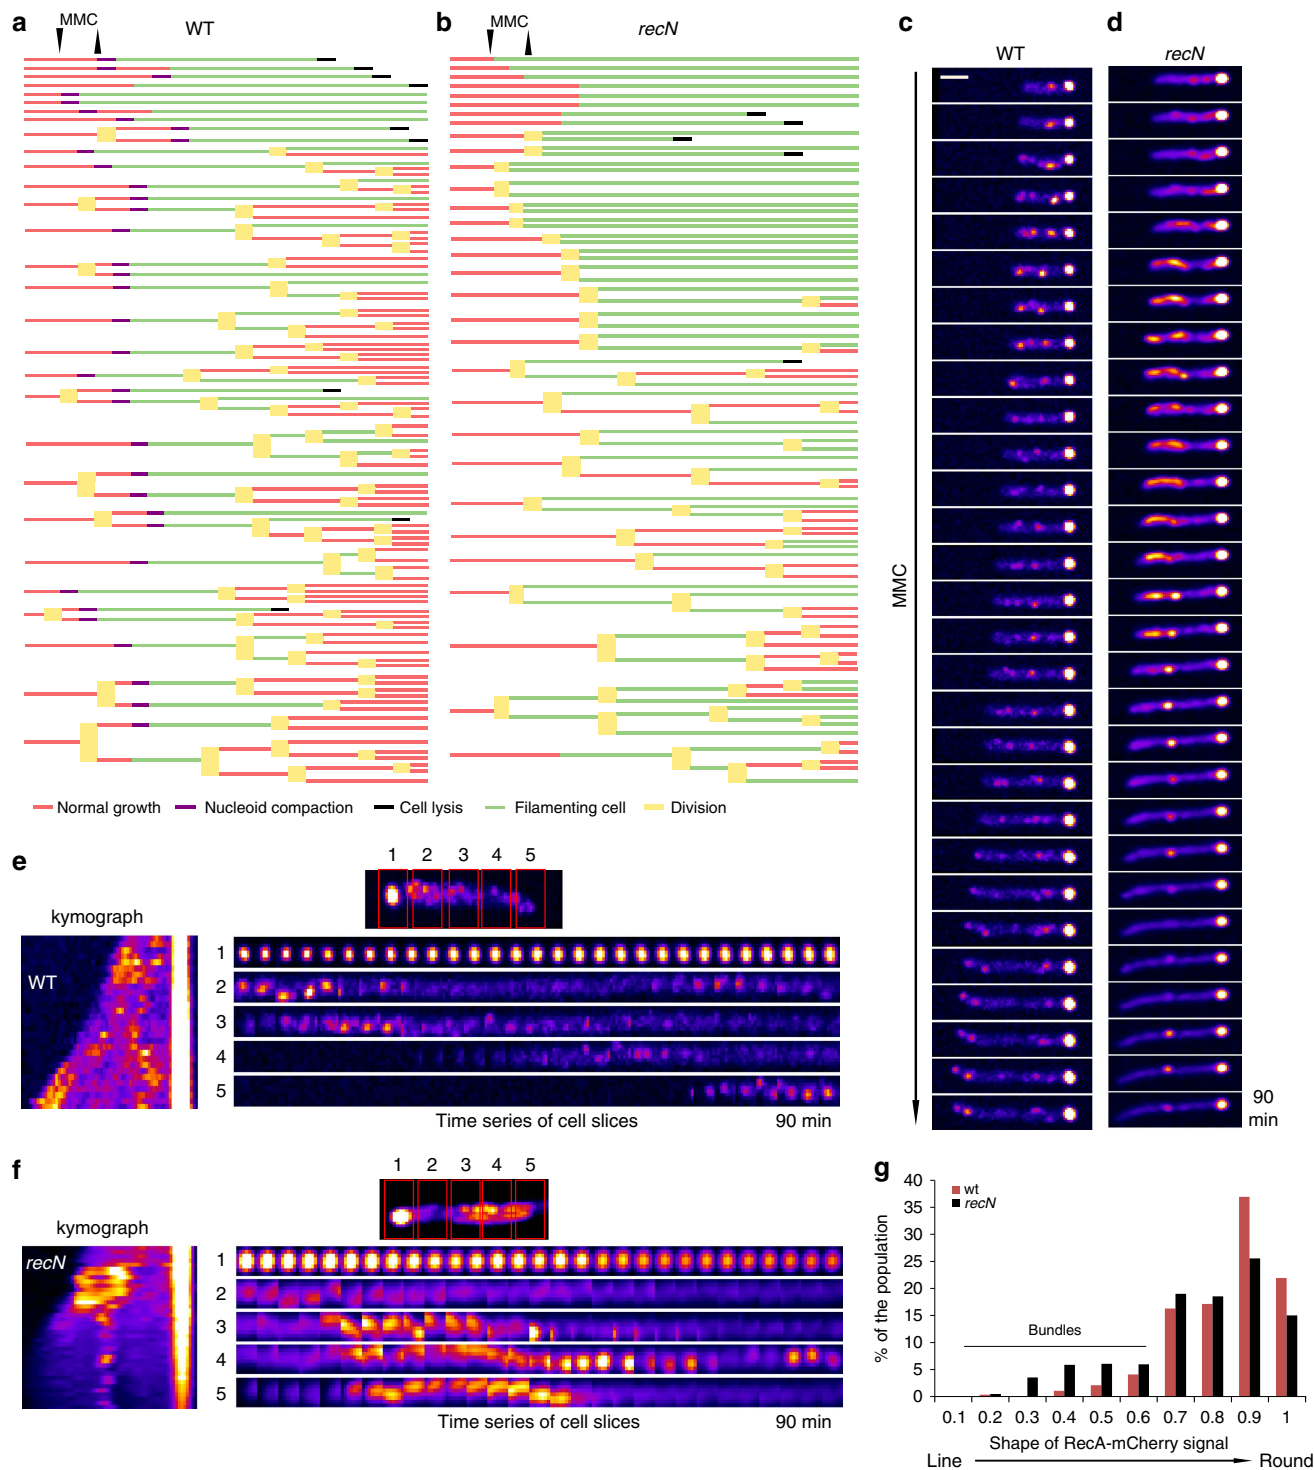 a MMC WT
b MMC recN
c WT
d recN
MMC
90
min
Normal growth Nucleoid compaction Cell lysis Filamenting cell Division
e
1 2 3 4 5
kymograph
WT
1
2
3
4
5
Time series of cell slices 90 min
f
1 2 3 4 5
kymograph
recN
1
2
3
4
5
Time series of cell slices 90 min
g
40
35
30
25
20
15
10
5
0
% of the population
wt
recN
Bundles
0.1 0.2 0.3 0.4 0.5 0.6 0.7 0.8 0.9 1
Shape of RecA-mCherry signal
Line Round